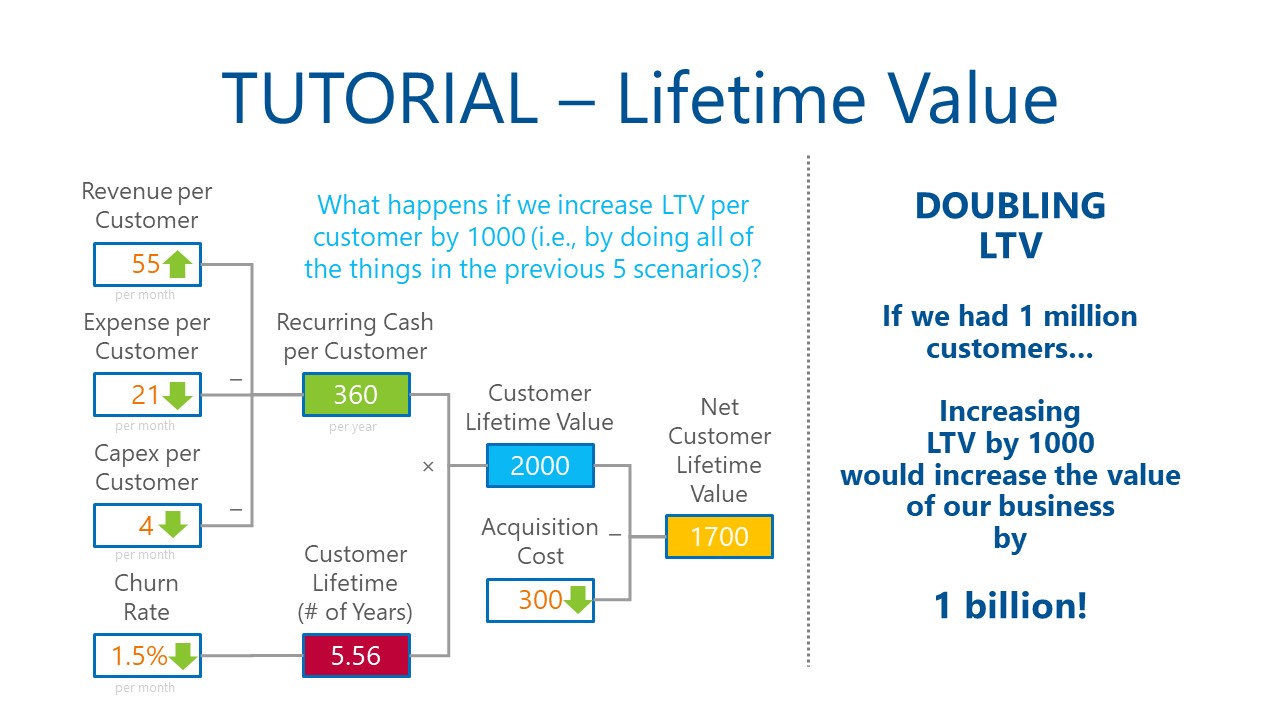 TUTORIAL – Lifetime Value
Revenue per
Customer
55
per month
Expense per
Customer
–
21
per month
Capex per
Customer
–
4
per month
Churn
Rate
1.5%
per month
What happens if we increase LTV per
customer by 1000 (i.e., by doing all of
the things in the previous 5 scenarios)?
Recurring Cash
per Customer
360
per year
×
Customer
Lifetime
(# of Years)
5.56
Customer
Lifetime Value
2000
Acquisition
Cost
–
300
Net
Customer
Lifetime
Value
1700
DOUBLING
LTV
If we had 1 million
customers...
Increasing
LTV by 1000
would increase the value
of our business
by
1 billion!